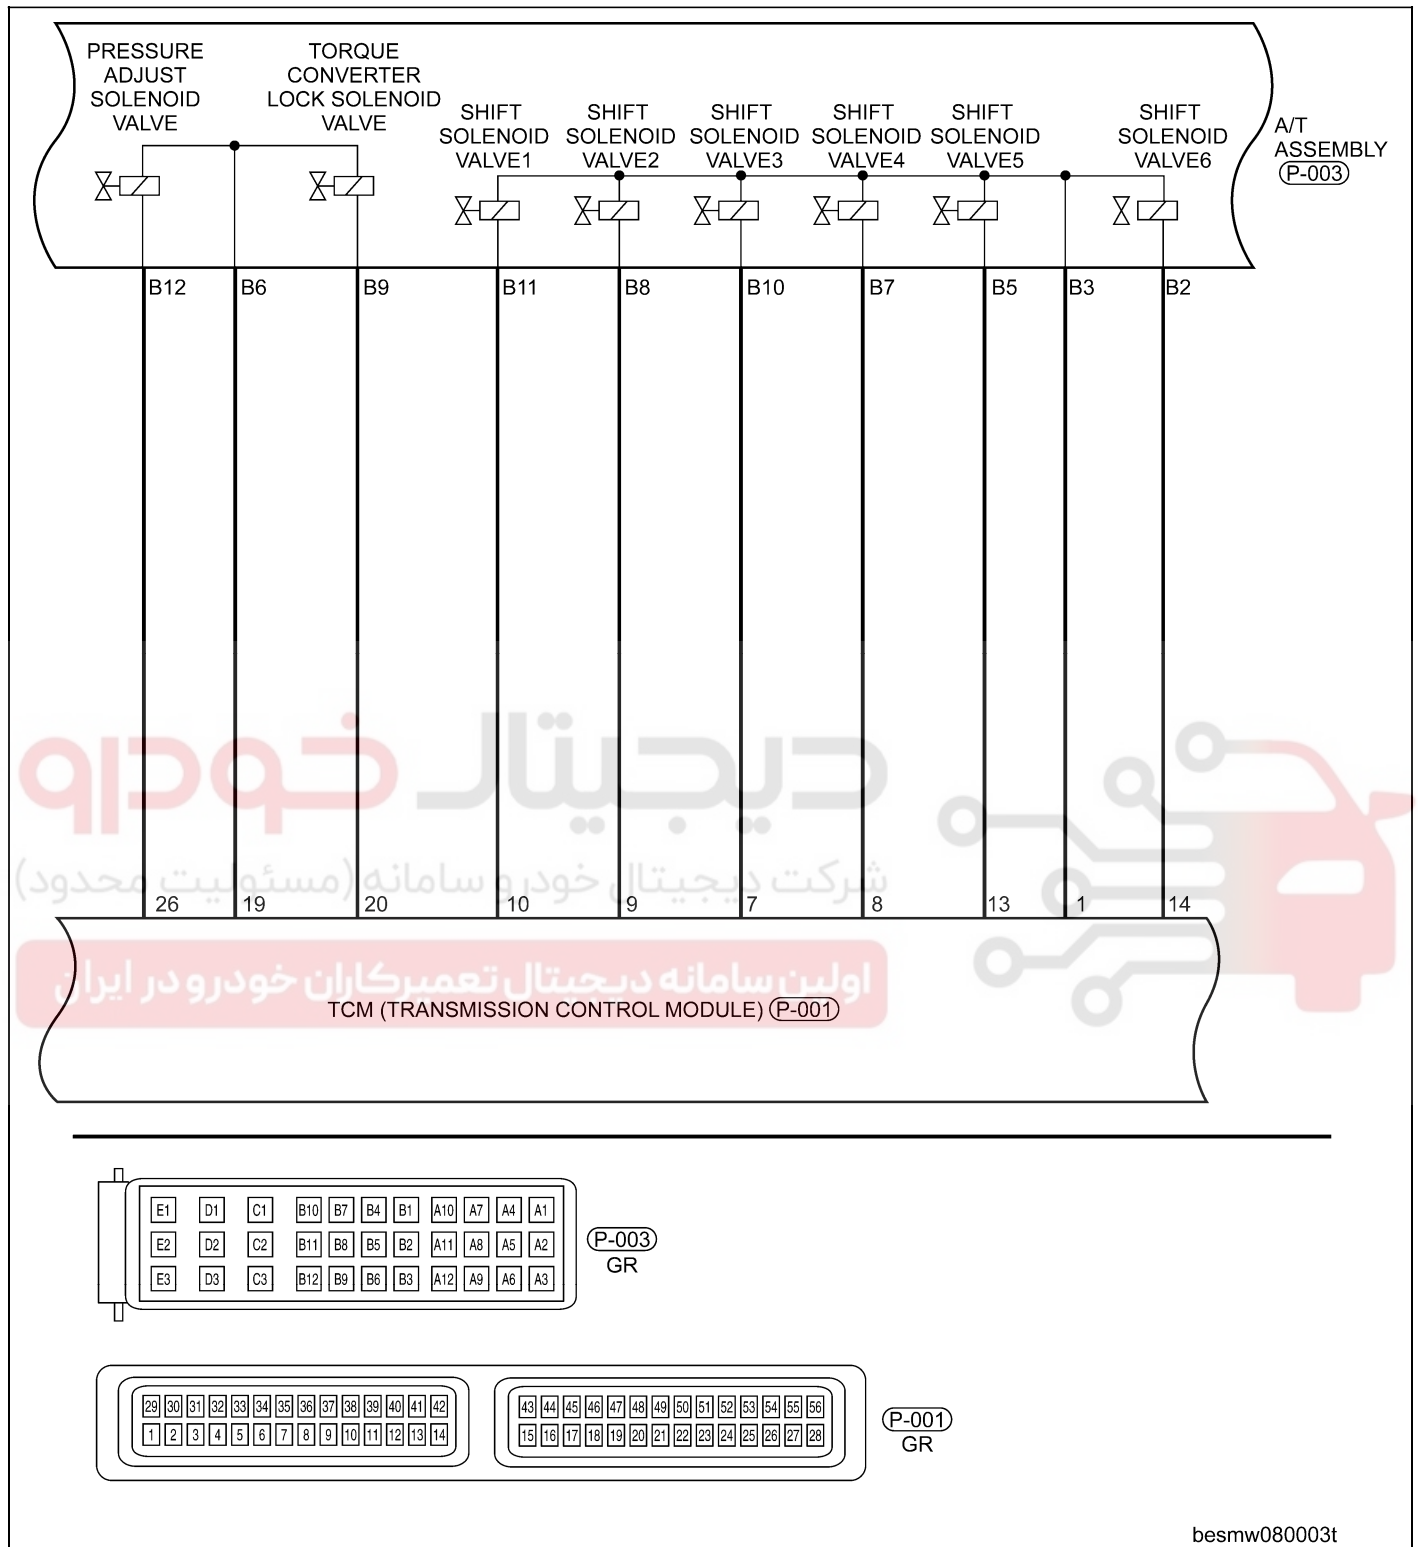 PRESSURE
ADJUST
SOLENOID
VALVE
TORQUE
CONVERTER
LOCK SOLENOID
VALVE
SHIFT
SOLENOID
VALVE1
SHIFT
SOLENOID
VALVE2
SHIFT
SOLENOID
VALVE3
SHIFT
SOLENOID
VALVE4
SHIFT
SOLENOID
VALVE5
SHIFT
SOLENOID
VALVE6
A/T
ASSEMBLY
P-003
B12 B6 B9 B11 B8 B10 B7 B5 B3 B2
دیجیتال خودرو
شرکت دیجیتال خودرو سامانه (مسئولیت محدود)
26 19 20 10 9 7 8 13 1 14
اولین سامانه دیجیتال تعمیرکاران خودرو در ایران
TCM (TRANSMISSION CONTROL MODULE) P-001
E1 D1 C1 B10 B7 B4 B1 A10 A7 A4 A1
E2 D2 C2 B11 B8 B5 B2 A11 A8 A5 A2
E3 D3 C3 B12 B9 B6 B3 A12 A9 A6 A3
P-003
GR
29 30 31 32 33 34 35 36 37 38 39 40 41 42
1 2 3 4 5 6 7 8 9 10 11 12 13 14
43 44 45 46 47 48 49 50 51 52 53 54 55 56
15 16 17 18 19 20 21 22 23 24 25 26 27 28
P-001
GR
besmw080003t